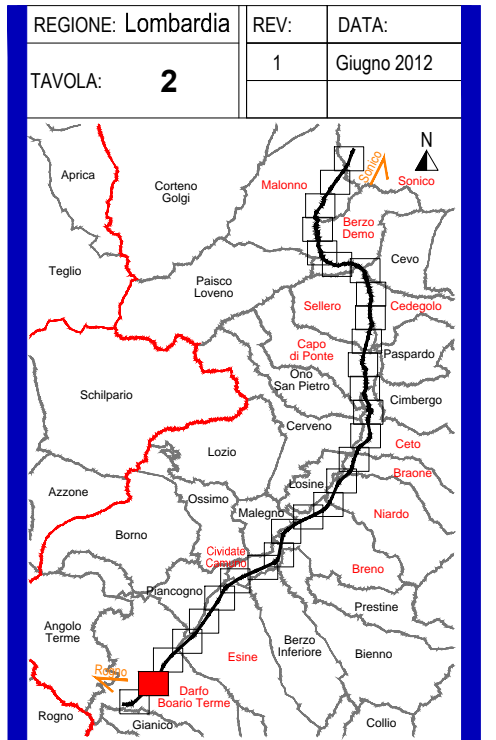 REGIONE: Lombardia
REV:
DATA:
TAVOLA: 2
1
Giugno 2012
N
Aprica
Corteno
Golgi
Malonno
Sonico
Sonico
Berzo
Demo
Cevo
Teglio
Paisco
Loveno
Sellero
Cedegolo
Capo
di Ponte
Paspardo
Ono
San Pietro
Schilpario
Cimbergo
Cerveno
Ceto
Lozio
Braone
Losine
Azzone
Ossimo
Malegno
Niardo
Borno
Cividate
Camuno
Breno
Piancogno
Prestine
Angolo
Terme
Berzo
Inferiore
Bienno
Esine
Rogno
Darfo
Boario Terme
Rogno
Gianico
Collio